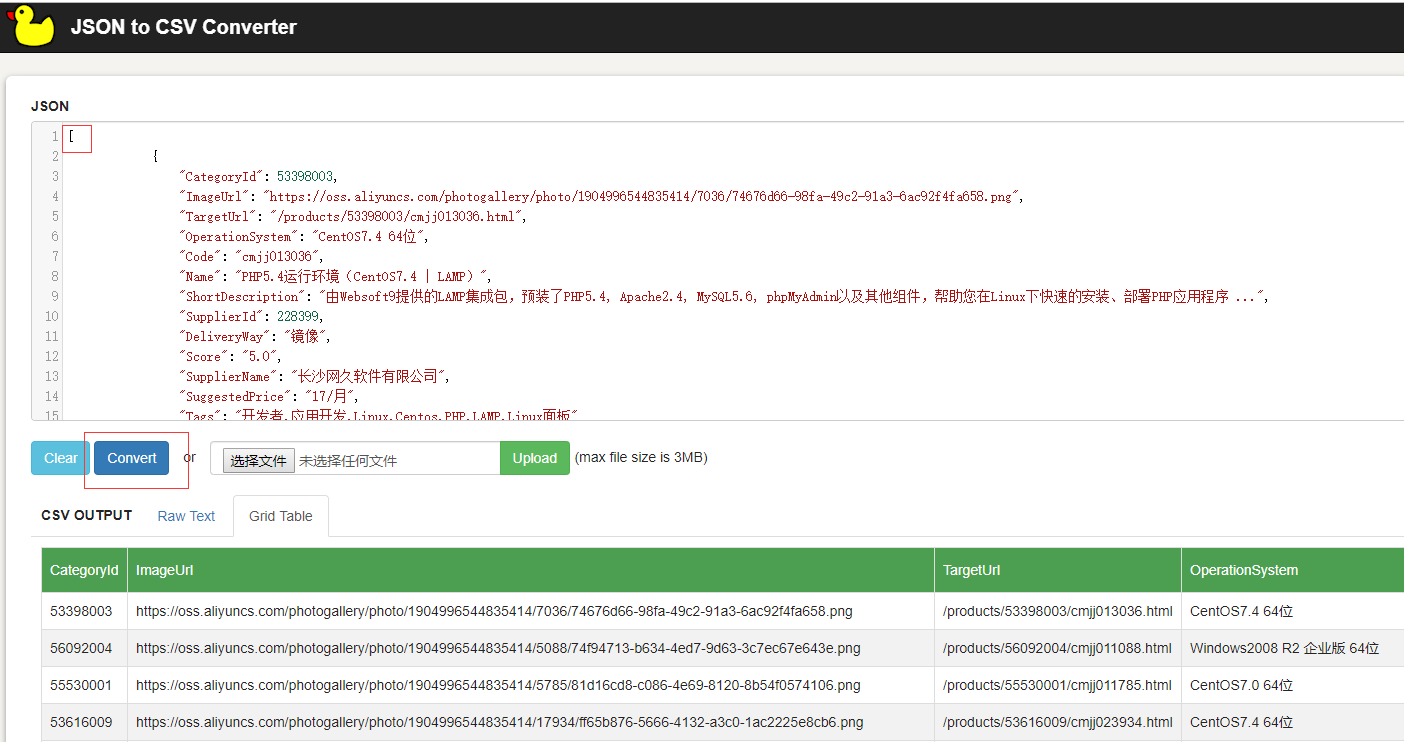 JSON to CSV Converter
JSON
1 [
2 {
3 "CategoryId": 53398003,
4 "ImageUrl": "https://oss.aliyuncs.com/photogallery/photo/1904996544835414/7036/74676d66-98fa-49c2-91a3-6ac92f4fa658.png",
5 "TargetUrl": "/products/53398003/cmjj013036.html",
6 "OperationSystem": "CentOS7.4 64位",
7 "Code": "cmjj013036",
8 "Name": "PHP5.4运行环境（CentOS7.4 | LAMP）",
9 "ShortDescription": "由Websoft9提供的LAMP集成包，预装了PHP5.4, Apache2.4, MySQL5.6, phpMyAdmin以及其他组件，帮助您在Linux下快速的安装、部署PHP应用程序 ...",
10 "SupplierId": 228399,
11 "DeliveryWay": "镜像",
12 "Score": "5.0",
13 "SupplierName": "长沙网久软件有限公司",
14 "SuggestedPrice": "17/月",
15 "Tags": "开发者,应用开发,Linux,Centos,PHP,LAMP,Linux面板"
Clear Convert or 选择文件 未选择任何文件 Upload (max file size is 3MB)
CSV OUTPUT Raw Text Grid Table
CategoryId ImageUrl TargetUrl OperationSystem
53398003 https://oss.aliyuncs.com/photogallery/photo/1904996544835414/7036/74676d66-98fa-49c2-91a3-6ac92f4fa658.png /products/53398003/cmjj013036.html CentOS7.4 64位
56092004 https://oss.aliyuncs.com/photogallery/photo/1904996544835414/5088/74f94713-b634-4ed7-9d63-3c7ec67e643e.png /products/56092004/cmjj011088.html Windows2008 R2 企业版 64位
55530001 https://oss.aliyuncs.com/photogallery/photo/1904996544835414/5785/81d16cd8-c086-4e69-8120-8b54f0574106.png /products/55530001/cmjj011785.html CentOS7.0 64位
53616009 https://oss.aliyuncs.com/photogallery/photo/1904996544835414/17934/ff65b876-5666-4132-a3c0-1ac2225e8cb6.png /products/53616009/cmjj023934.html CentOS7.4 64位